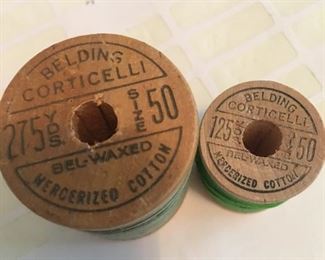 BELDING
CORTICELLI
275 YDS. SIZE 50
BEL-WAXED
MERCERIZED COTTON
BELDING
CORTICELLI
125 YDS. SIZE 50
BEL-WAXED
MERCERIZED COTTON